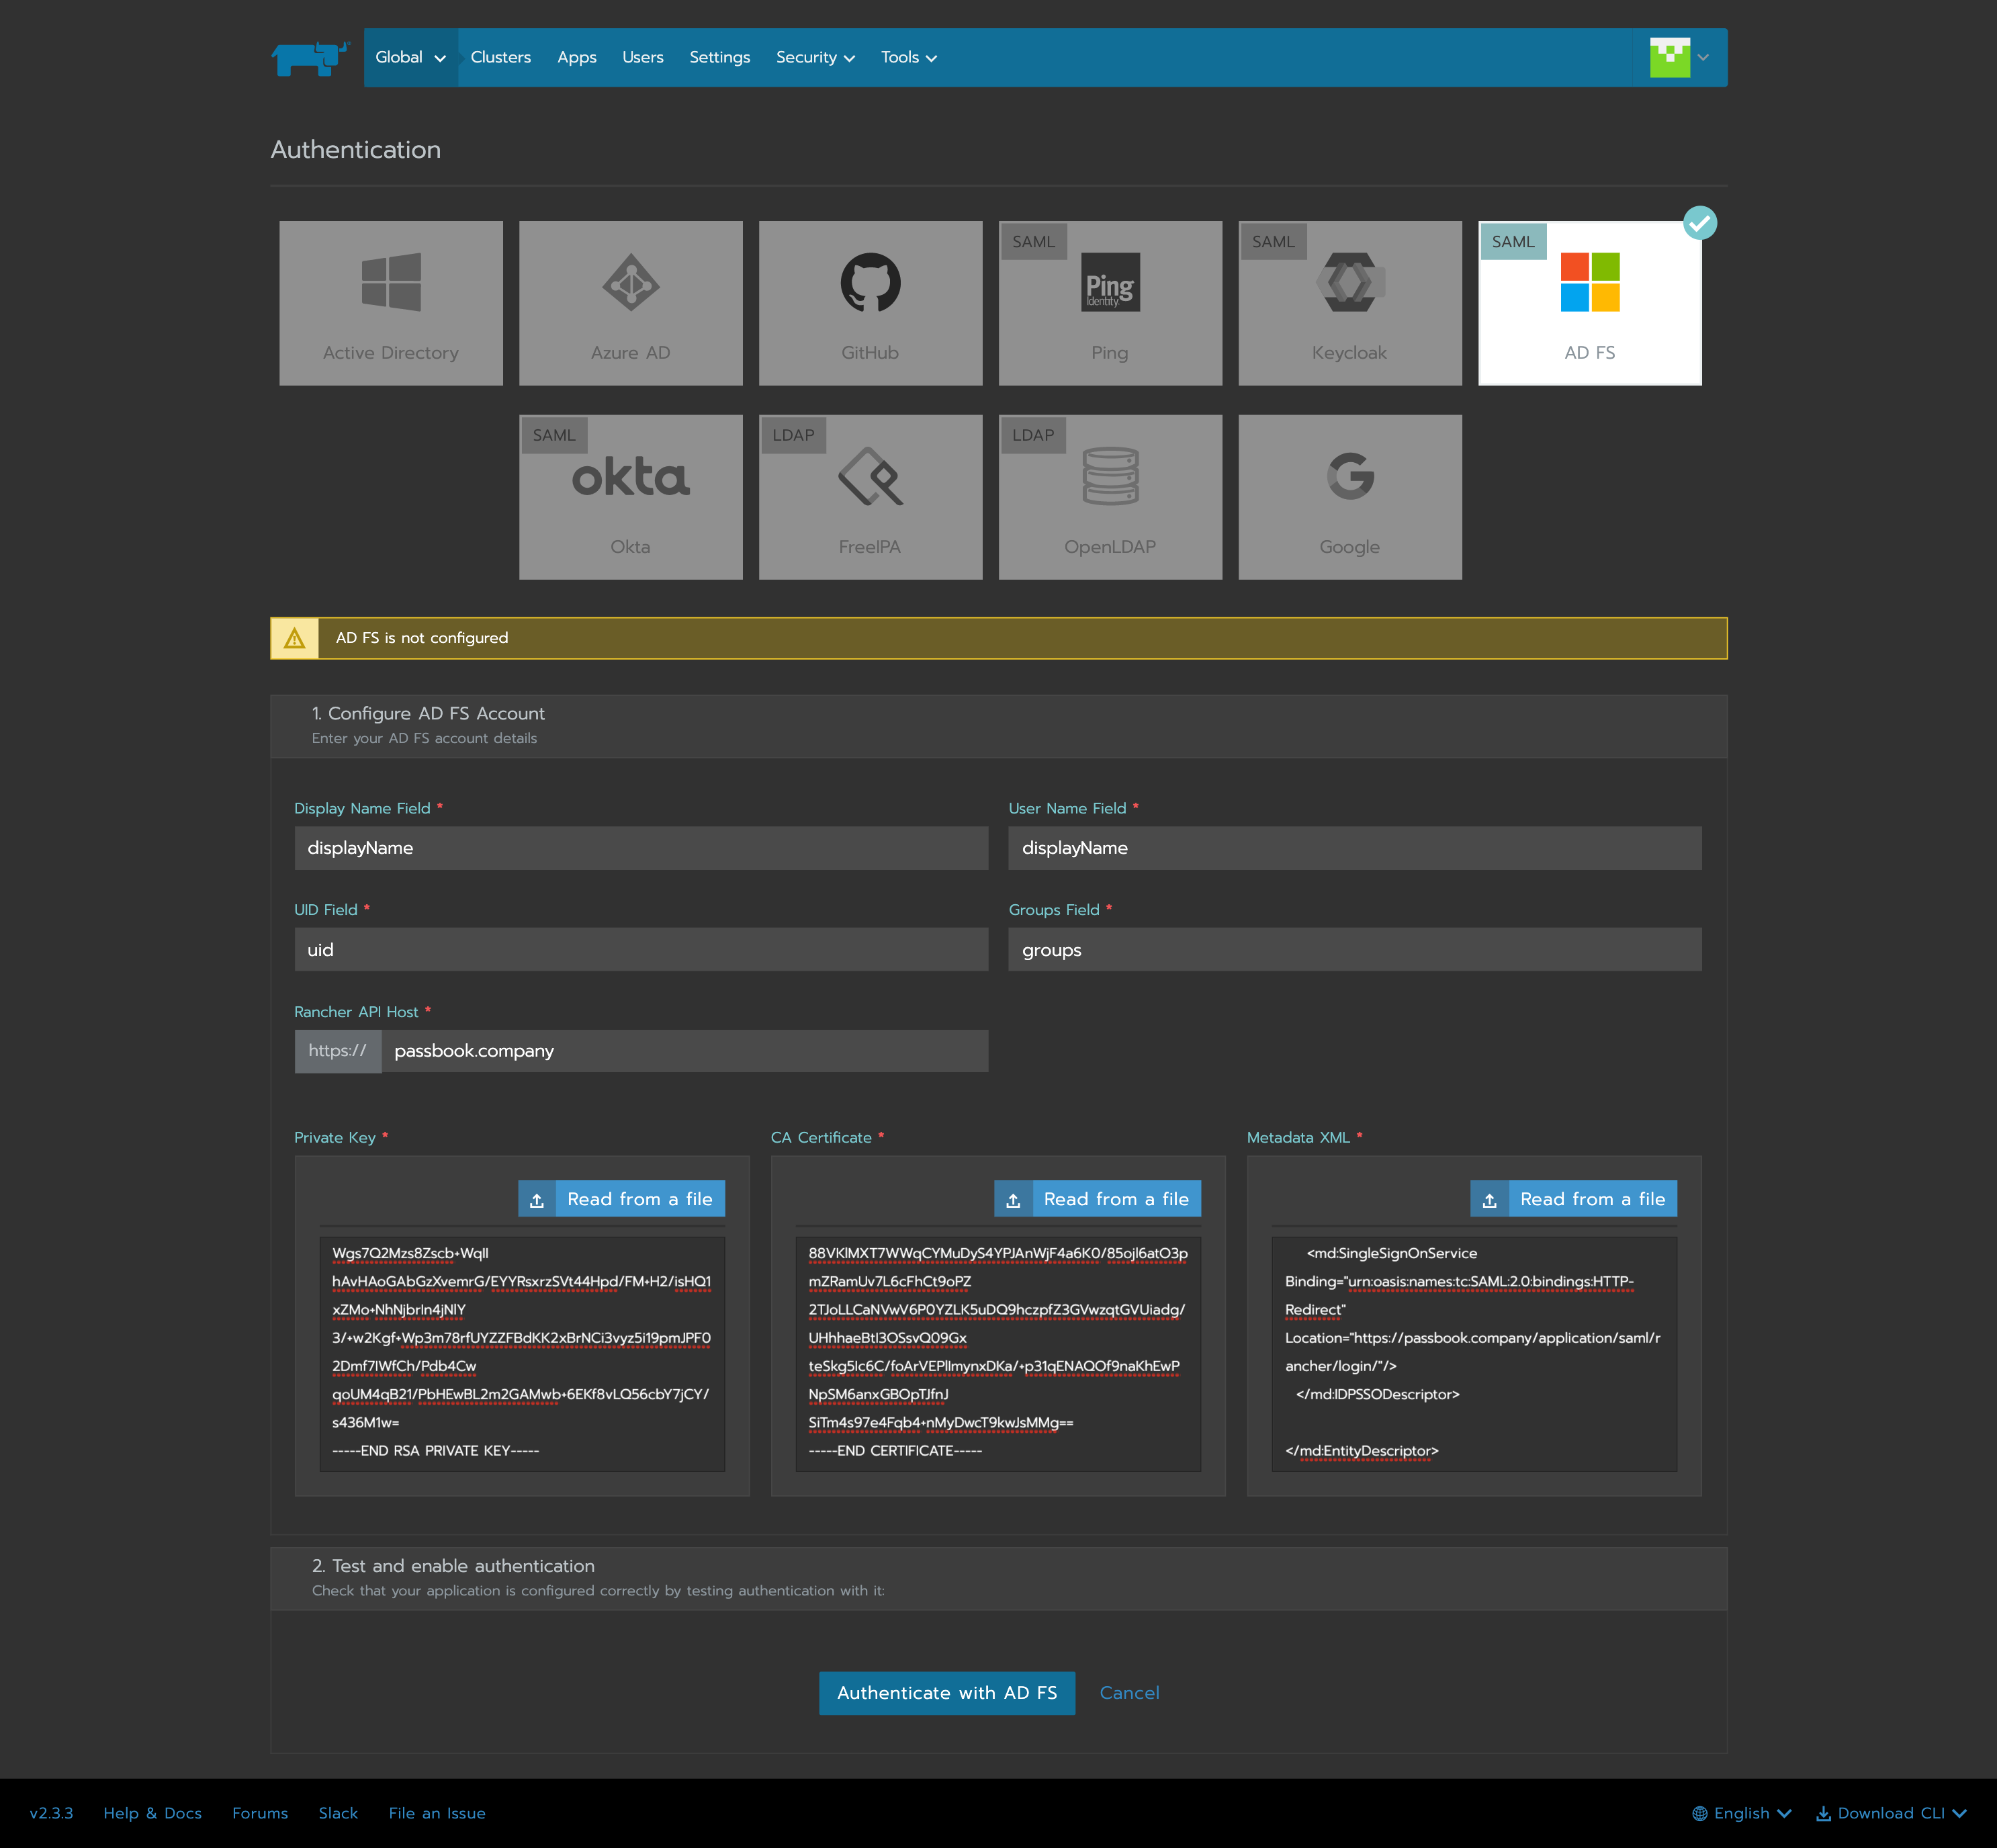 Global Clusters Apps Users Settings Security Tools
Authentication
Active Directory
Azure AD
GitHub
SAML
Ping
Identity
Ping
SAML
Keycloak
SAML
AD FS
SAML
okta
Okta
LDAP
FreeIPA
LDAP
OpenLDAP
Google
AD FS is not configured
1. Configure AD FS Account
Enter your AD FS account details
Display Name Field *
displayName
User Name Field *
displayName
UID Field *
uid
Groups Field *
groups
Rancher API Host *
https:// passbook.company
Private Key *
Read from a file
Wgs7Q2Mzs8Zscb+WqII
hAvHAoGAbGzXvemrG/EYYRsxrzSVt44Hpd/FM+H2/isHQ1
xZMo+NhNjbrIn4jNlY
3/+w2Kgf+Wp3m78rfUYZZFBdKK2xBrNCi3vyz5i19pmJPF0
2Dmf7IWfCh/Pdb4Cw
qoUM4qB21/PbHEwBL2m2GAMwb+6EKf8vLQ56cbY7jCY/
s436M1w=
-----END RSA PRIVATE KEY-----
CA Certificate *
Read from a file
88VKlMXT7WWqCYMuDyS4YPJAnWjF4a6K0/85ojl6atO3p
mZRamUv7L6cFhCt9oPZ
2TJoLLCaNVwV6P0YZLK5uDQ9hczpfZ3GVwzqtGVUiadg/
UHhhaeBtl3OSsvQ09Gx
teSkg5Ic6C/foArVEPllmynxDKa/+p31qENAQOf9naKhEwP
NpSM6anxGBOpTJfnJ
SiTm4s97e4Fqb4+nMyDwcT9kwJsMMg==
-----END CERTIFICATE-----
Metadata XML *
Read from a file
<md:SingleSignOnService
Binding="urn:oasis:names:tc:SAML:2.0:bindings:HTTP-
Redirect"
Location="https://passbook.company/application/saml/r
ancher/login/"/>
</md:IDPSSODescriptor>
</md:EntityDescriptor>
2. Test and enable authentication
Check that your application is configured correctly by testing authentication with it:
Authenticate with AD FS Cancel
v2.3.3 Help & Docs Forums Slack File an Issue English Download CLI